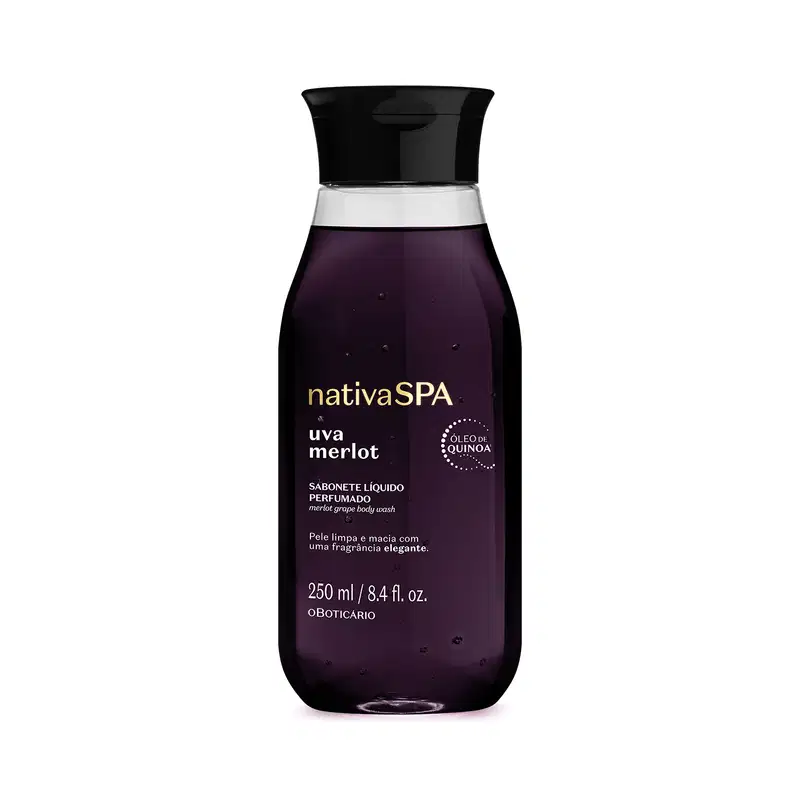 nativaSPA
uva
merlot
ÓLEO DE
QUINOA
SABONETE LÍQUIDO
PERFUMADO
merlot grape body wash
Pele limpa e macia com
uma fragrância elegante.
250 ml / 8.4 fl. oz.
oBOTICÁRIO